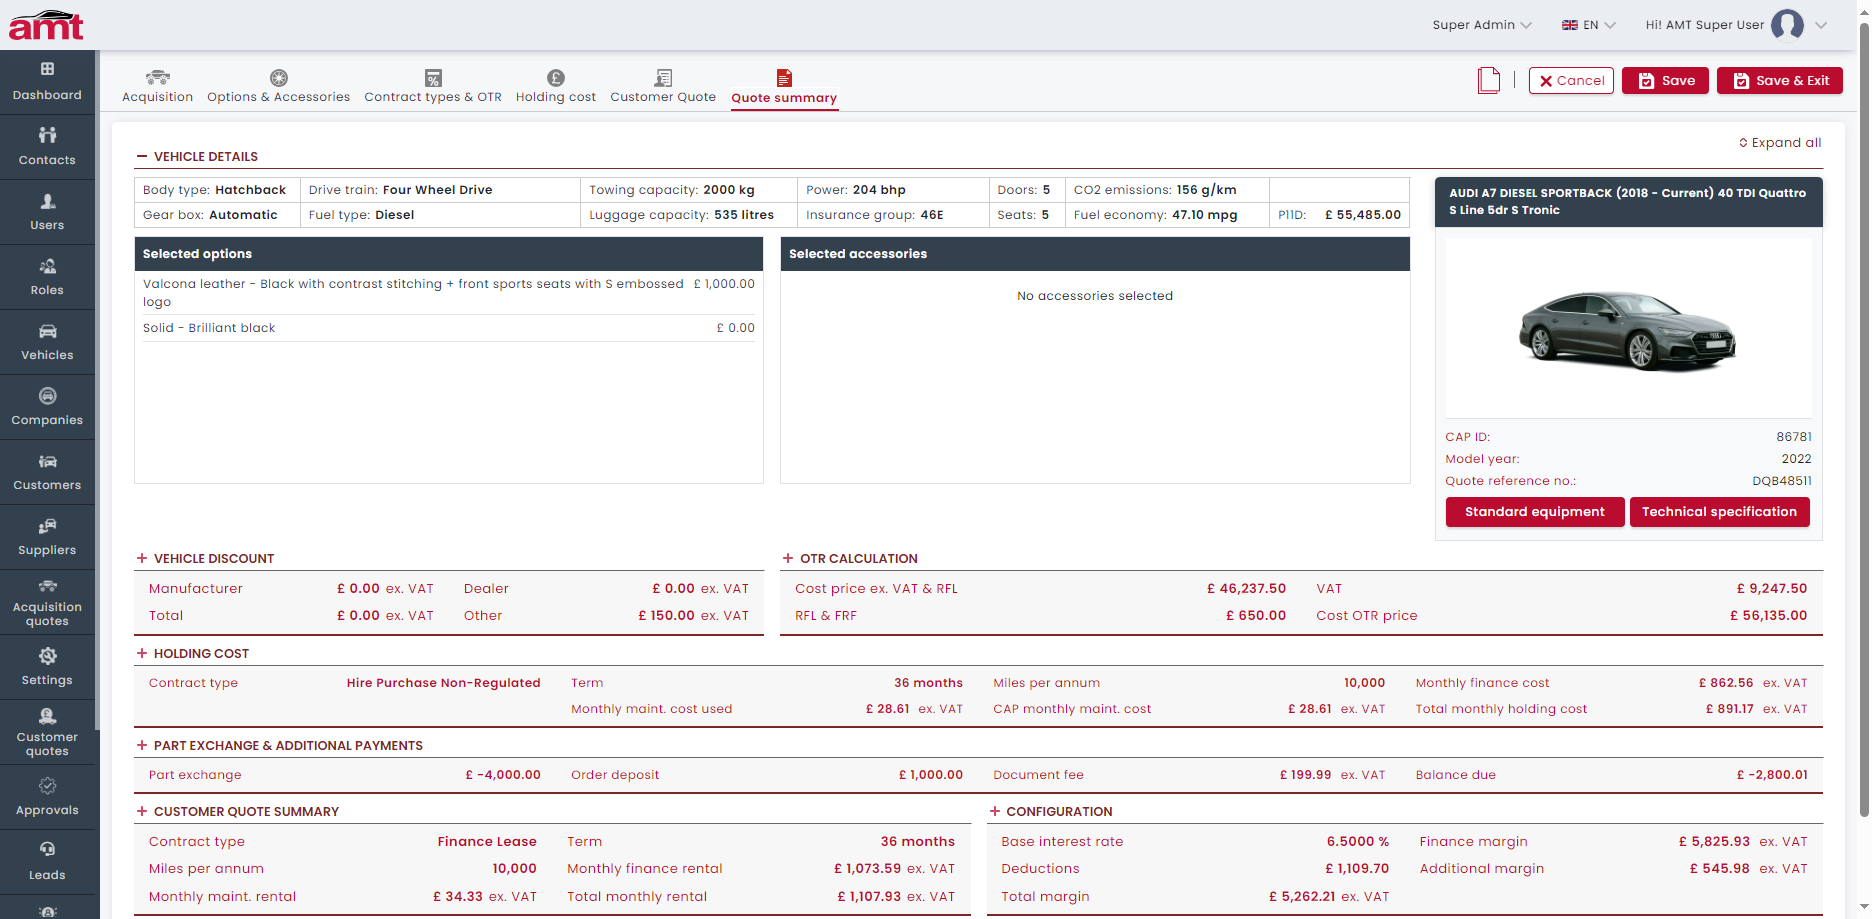 amt
Super Admin
EN
Hi! AMT Super User
Dashboard
Contacts
Users
Roles
Vehicles
Companies
Customers
Suppliers
Acquisition
quotes
Settings
Customer
quotes
Approvals
Leads
Acquisition
Options & Accessories
Contract types & OTR
Holding cost
Customer Quote
Quote summary
Cancel
Save
Save & Exit
Expand all
VEHICLE DETAILS
Body type: Hatchback Drive train: Four Wheel Drive Towing capacity: 2000 kg Power: 204 bhp Doors: 5 CO2 emissions: 156 g/km
Gear box: Automatic Fuel type: Diesel Luggage capacity: 535 litres Insurance group: 46E Seats: 5 Fuel economy: 47.10 mpg P11D: £ 55,485.00
Selected options
Valcona leather - Black with contrast stitching + front sports seats with S embossed £ 1,000.00
logo
Solid - Brilliant black £ 0.00
Selected accessories
No accessories selected
AUDI A7 DIESEL SPORTBACK (2018 - Current) 40 TDI Quattro
S Line 5dr S Tronic
CAP ID: 86781
Model year: 2022
Quote reference no.: DQB48511
Standard equipment
Technical specification
VEHICLE DISCOUNT
Manufacturer £ 0.00 ex. VAT Dealer £ 0.00 ex. VAT
Total £ 0.00 ex. VAT Other £ 150.00 ex. VAT
OTR CALCULATION
Cost price ex. VAT & RFL £ 46,237.50 VAT £ 9,247.50
RFL & FRF £ 650.00 Cost OTR price £ 56,135.00
HOLDING COST
Contract type Hire Purchase Non-Regulated Term 36 months Miles per annum 10,000 Monthly finance cost £ 862.56 ex. VAT
Monthly maint. cost used £ 28.61 ex. VAT CAP monthly maint. cost £ 28.61 ex. VAT Total monthly holding cost £ 891.17 ex. VAT
PART EXCHANGE & ADDITIONAL PAYMENTS
Part exchange £ -4,000.00 Order deposit £ 1,000.00 Document fee £ 199.99 ex. VAT Balance due £ -2,800.01
CUSTOMER QUOTE SUMMARY
Contract type Finance Lease Term 36 months
Miles per annum 10,000 Monthly finance rental £ 1,073.59 ex. VAT
Monthly maint. rental £ 34.33 ex. VAT Total monthly rental £ 1,107.93 ex. VAT
CONFIGURATION
Base interest rate 6.5000 % Finance margin £ 5,825.93 ex. VAT
Deductions £ 1,109.70 Additional margin £ 545.98 ex. VAT
Total margin £ 5,262.21 ex. VAT